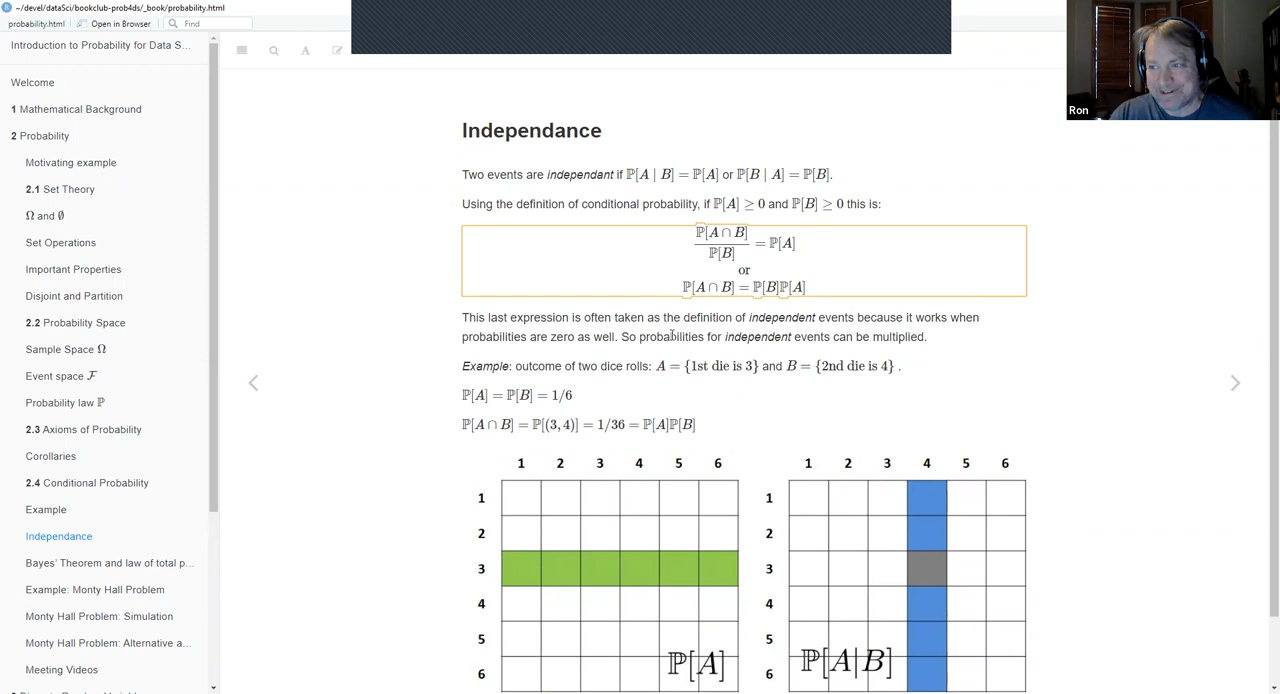 ~/devel/dataSci/bookclub-prob4ds/_book/probability.html
probability.html Open in Browser Find
Introduction to Probability for Data S...
Welcome
1 Mathematical Background
2 Probability
Motivating example
2.1 Set Theory
Ω and ∅
Set Operations
Important Properties
Disjoint and Partition
2.2 Probability Space
Sample Space Ω
Event space ℱ
Probability law ℙ
2.3 Axioms of Probability
Corollaries
2.4 Conditional Probability
Example
Independance
Bayes' Theorem and law of total p...
Example: Monty Hall Problem
Monty Hall Problem: Simulation
Monty Hall Problem: Alternative a...
Meeting Videos
A
Ron
Independance
Two events are independant if ℙ[A | B] = ℙ[A] or ℙ[B | A] = ℙ[B].
Using the definition of conditional probability, if ℙ[A] ≥ 0 and ℙ[B] ≥ 0 this is:
ℙ[A ∩ B]
ℙ[B]
= ℙ[A]
or
ℙ[A ∩ B] = ℙ[B]ℙ[A]
This last expression is often taken as the definition of independent events because it works when
probabilities are zero as well. So probabilities for independent events can be multiplied.
Example: outcome of two dice rolls: A = {1st die is 3} and B = {2nd die is 4} .
ℙ[A] = ℙ[B] = 1/6
ℙ[A ∩ B] = ℙ[(3, 4)] = 1/36 = ℙ[A]ℙ[B]
1 2 3 4 5 6
1
2
3
4
5
6
ℙ[A]
1 2 3 4 5 6
1
2
3
4
5
6
ℙ[A|B]